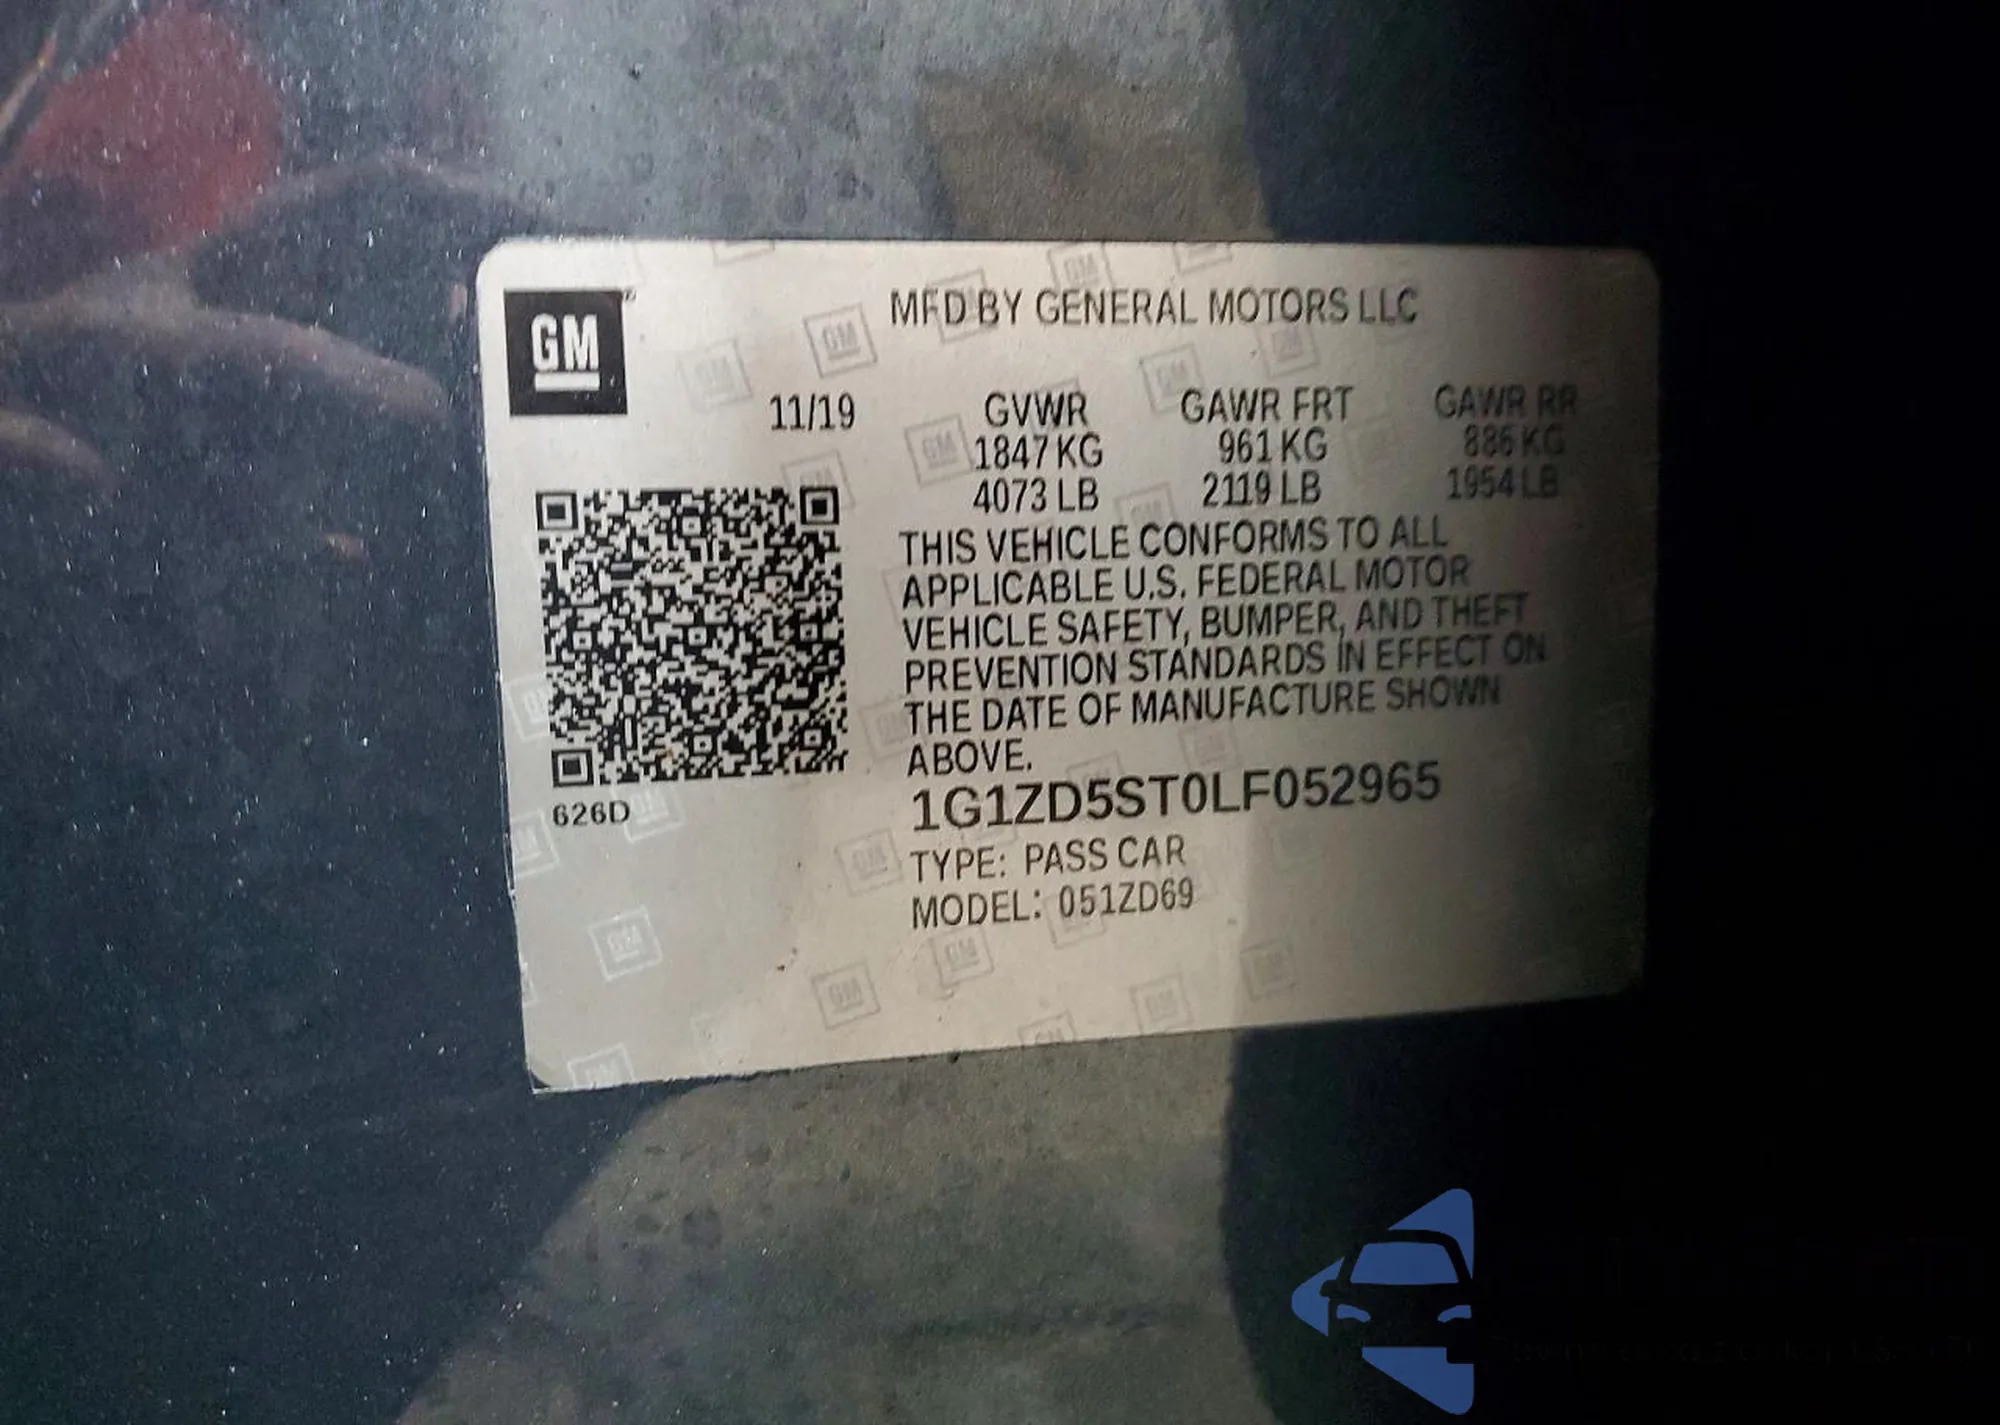 GM
MFD BY GENERAL MOTORS LLC
11/19
GVWR GAWR FRT GAWR RR
1847 KG 961 KG 886 KG
4073 LB 2119 LB 1954 LB
THIS VEHICLE CONFORMS TO ALL
APPLICABLE U.S. FEDERAL MOTOR
VEHICLE SAFETY, BUMPER, AND THEFT
PREVENTION STANDARDS IN EFFECT ON
THE DATE OF MANUFACTURE SHOWN
ABOVE.
626D
1G1ZD5ST0LF052965
TYPE: PASS CAR
MODEL: 051ZD69